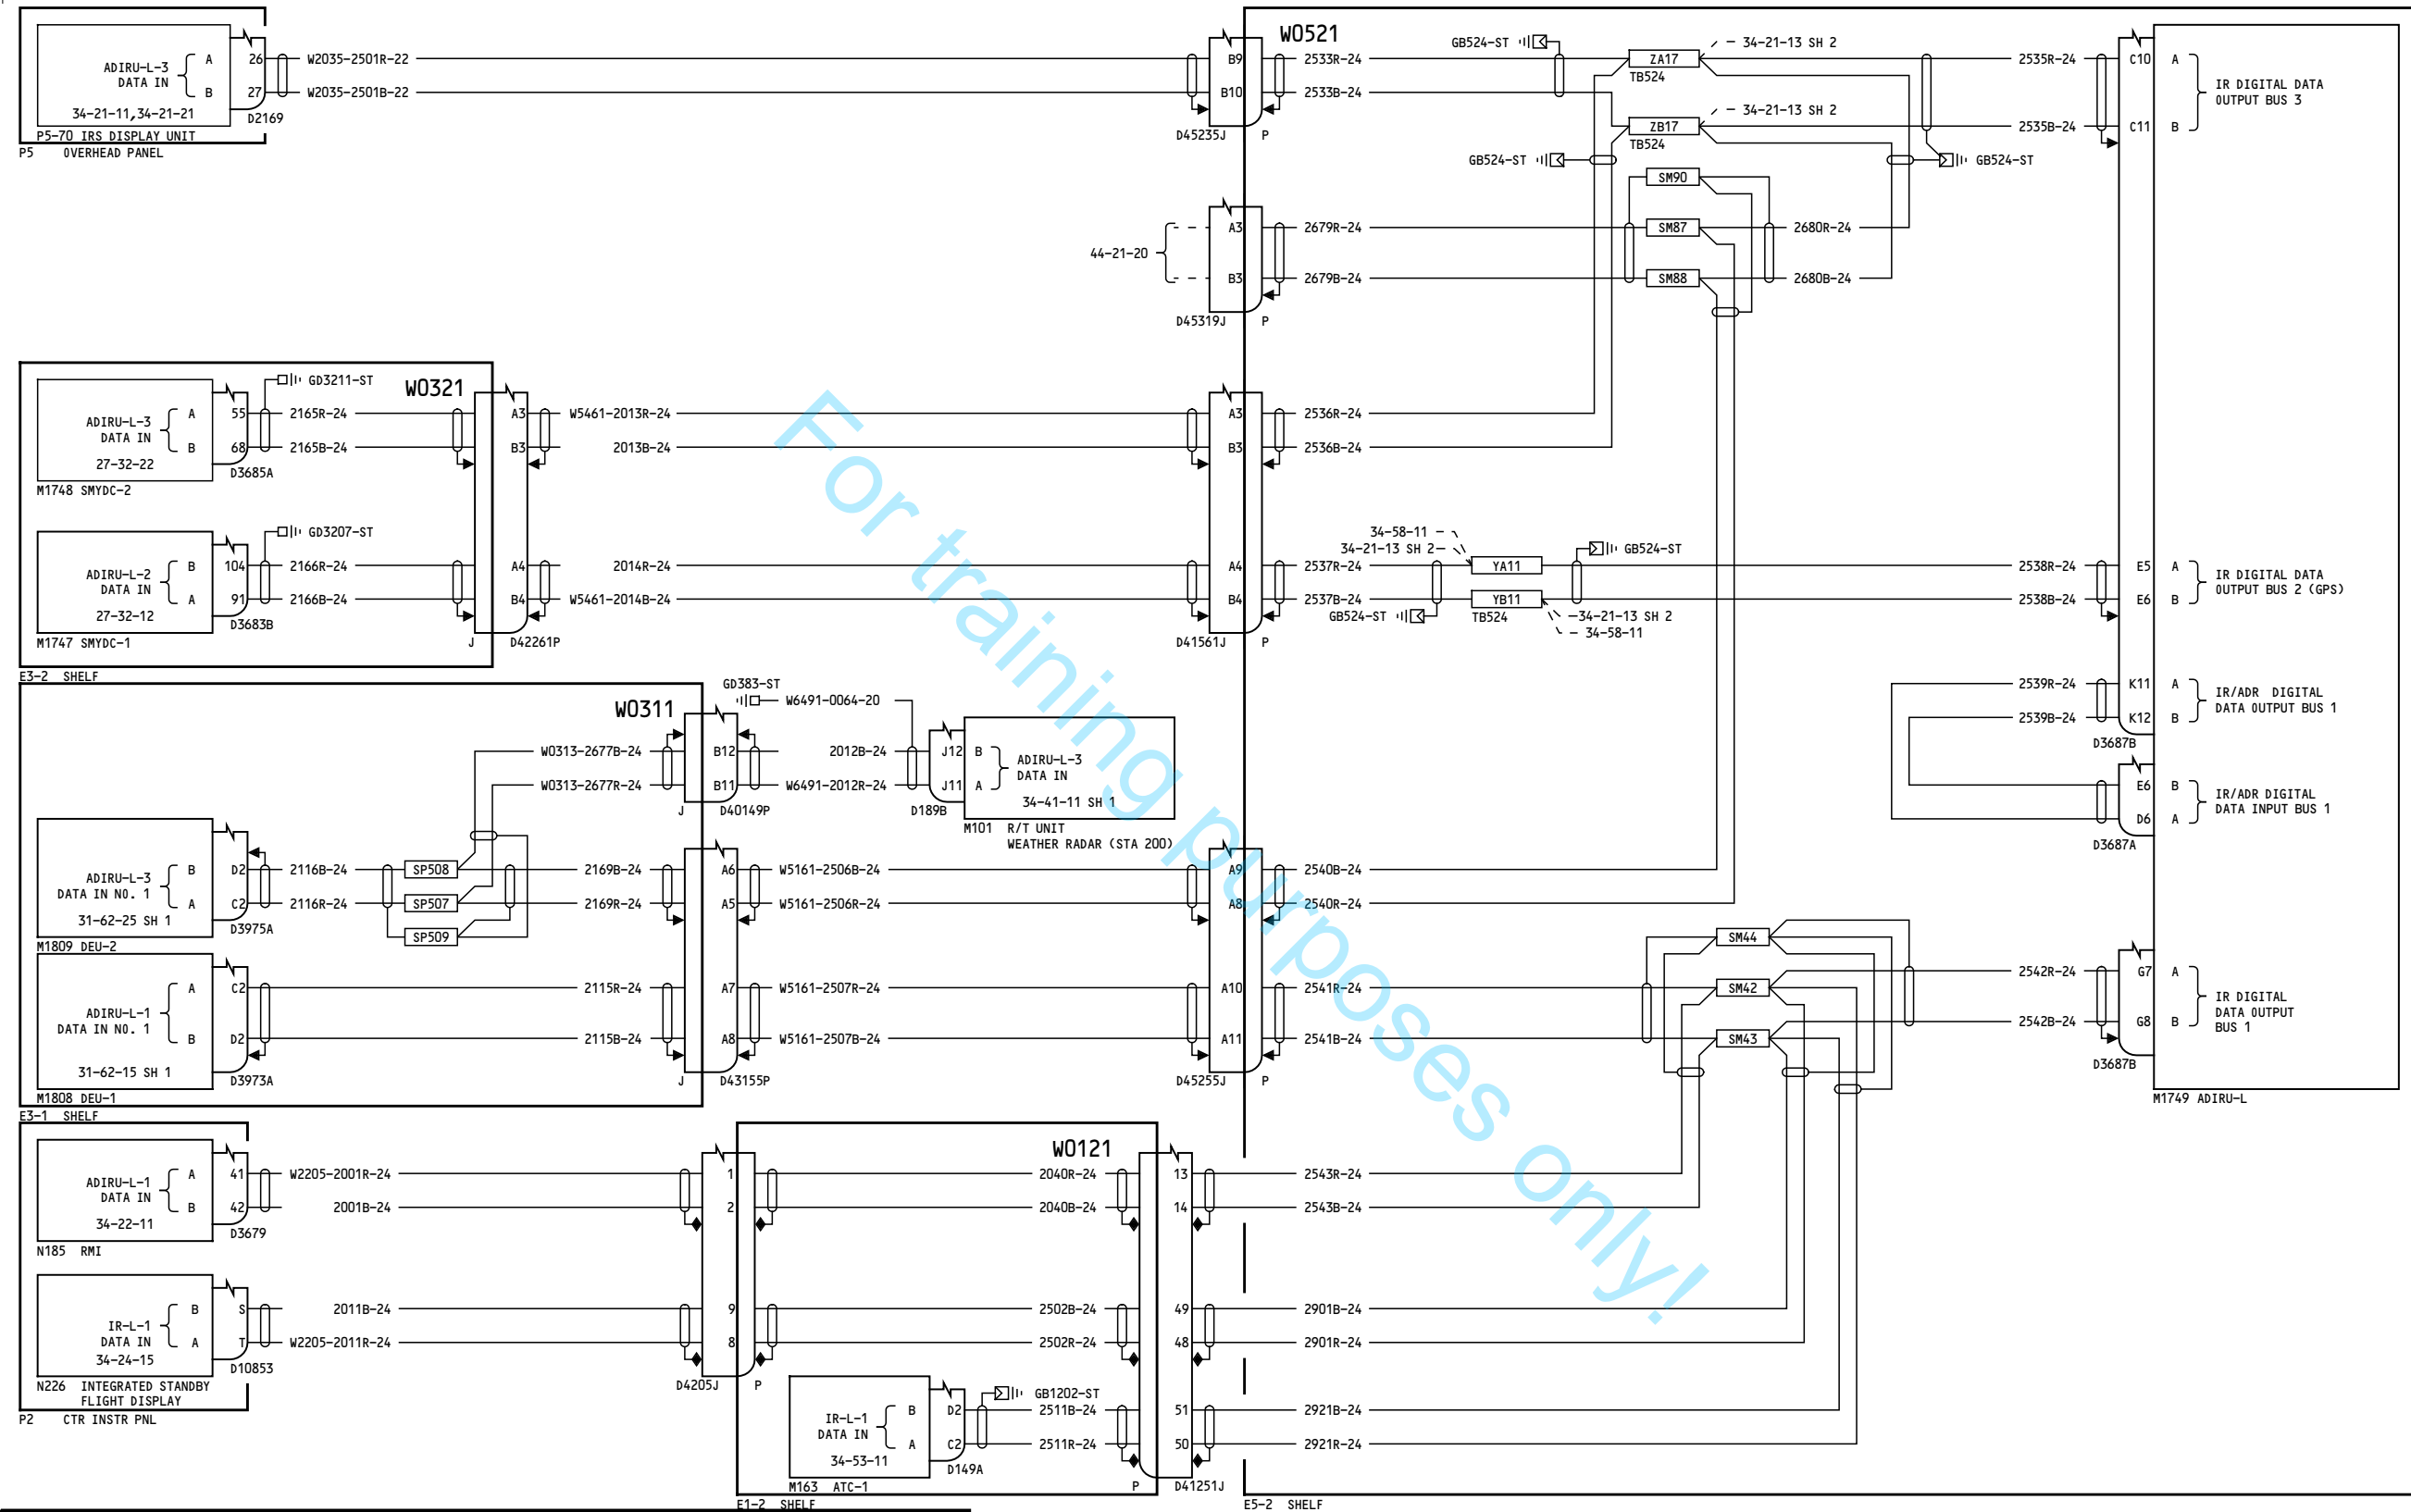 ADIRU-L-3
DATA IN
A
B
26
27
34-21-11,34-21-21
D2169
P5-70 IRS DISPLAY UNIT
P5 OVERHEAD PANEL
W2035-2501R-22
W2035-2501B-22
B9
B10
D45235J P
W0521
2533R-24
2533B-24
GB524-ST
ZA17
TB524
34-21-13 SH 2
ZB17
TB524
34-21-13 SH 2
GB524-ST
GB524-ST
2535R-24
2535B-24
C10 A
C11 B
IR DIGITAL DATA
OUTPUT BUS 3
SM90
44-21-20
A3
B3
D45319J P
2679R-24
2679B-24
SM87
SM88
2680R-24
2680B-24
ADIRU-L-3
DATA IN
A
B
55
68
27-32-22
D3685A
M1748 SMYDC-2
GD3211-ST
2165R-24
2165B-24
W0321
A3
B3
W5461-2013R-24
2013B-24
A3
B3
2536R-24
2536B-24
ADIRU-L-2
DATA IN
B
A
104
91
27-32-12
D3683B
M1747 SMYDC-1
GD3207-ST
2166R-24
2166B-24
A4
B4
J D42261P
E3-2 SHELF
2014R-24
W5461-2014B-24
A4
B4
D41561J P
2537R-24
2537B-24
34-58-11
34-21-13 SH 2
YA11
YB11
TB524
GB524-ST
GB524-ST
34-21-13 SH 2
34-58-11
2538R-24
2538B-24
E5 A
E6 B
IR DIGITAL DATA
OUTPUT BUS 2 (GPS)
2539R-24
2539B-24
K11 A
K12 B
D3687B
IR/ADR DIGITAL
DATA OUTPUT BUS 1
E6 B
D6 A
D3687A
IR/ADR DIGITAL
DATA INPUT BUS 1
W0311
W0313-2677B-24
W0313-2677R-24
B12
B11
J D40149P
GD383-ST
W6491-0064-20
2012B-24
W6491-2012R-24
J12 B
J11 A
D189B
ADIRU-L-3
DATA IN
34-41-11 SH 1
M101 R/T UNIT
WEATHER RADAR (STA 200)
ADIRU-L-3
DATA IN NO. 1
B
A
D2
C2
31-62-25 SH 1
D3975A
M1809 DEU-2
2116B-24
2116R-24
SP508
SP507
SP509
2169B-24
2169R-24
A6
A5
W5161-2506B-24
W5161-2506R-24
A9
A8
2540B-24
2540R-24
ADIRU-L-1
DATA IN NO. 1
A
B
C2
D2
31-62-15 SH 1
D3973A
M1808 DEU-1
E3-1 SHELF
2115R-24
2115B-24
A7
A8
J D43155P
W5161-2507R-24
W5161-2507B-24
A10
A11
D45255J P
2541R-24
2541B-24
SM44
SM42
SM43
2542R-24
2542B-24
G7 A
G8 B
D3687B
IR DIGITAL
DATA OUTPUT
BUS 1
M1749 ADIRU-L
ADIRU-L-1
DATA IN
A
B
41
42
34-22-11
D3679
N185 RMI
W2205-2001R-24
2001B-24
1
2
W0121
2040R-24
2040B-24
13
14
2543R-24
2543B-24
IR-L-1
DATA IN
B
A
S
T
34-24-15
D10853
N226 INTEGRATED STANDBY
FLIGHT DISPLAY
P2 CTR INSTR PNL
2011B-24
W2205-2011R-24
9
8
D4205J P
2502B-24
2502R-24
49
48
2901B-24
2901R-24
IR-L-1
DATA IN
B
A
D2
C2
34-53-11
D149A
M163 ATC-1
GB1202-ST
2511B-24
2511R-24
51
50
P D41251J
2921B-24
2921R-24
E1-2 SHELF
E5-2 SHELF
For training purposes only!